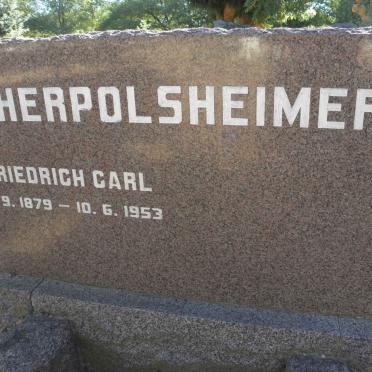 HERPOLSHEIMER
RIEDRICH CARL
9. 1879 — 10. 6. 1953